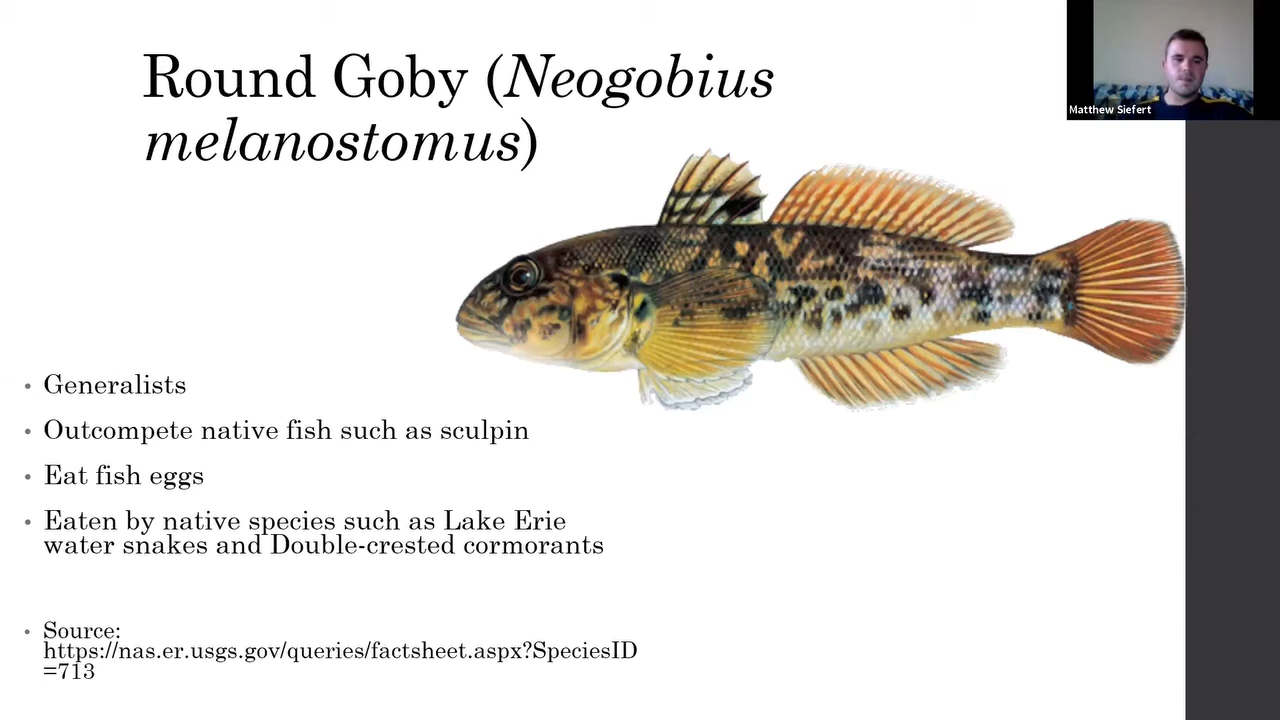 Round Goby (Neogobius
melanostomus)
Matthew Siefert
• Generalists
• Outcompete native fish such as sculpin
• Eat fish eggs
• Eaten by native species such as Lake Erie
water snakes and Double-crested cormorants
• Source:
https://nas.er.usgs.gov/queries/factsheet.aspx?SpeciesID
=713